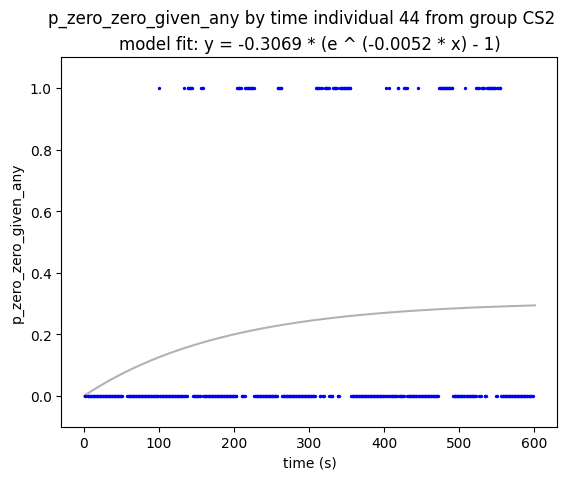 p_zero_zero_given_any by time individual 44 from group CS2
model fit: y = -0.3069 * (e ^ (-0.0052 * x) - 1)
1.0
0.8
0.6
0.4
0.2
0.0
p_zero_zero_given_any
0 100 200 300 400 500 600
time (s)